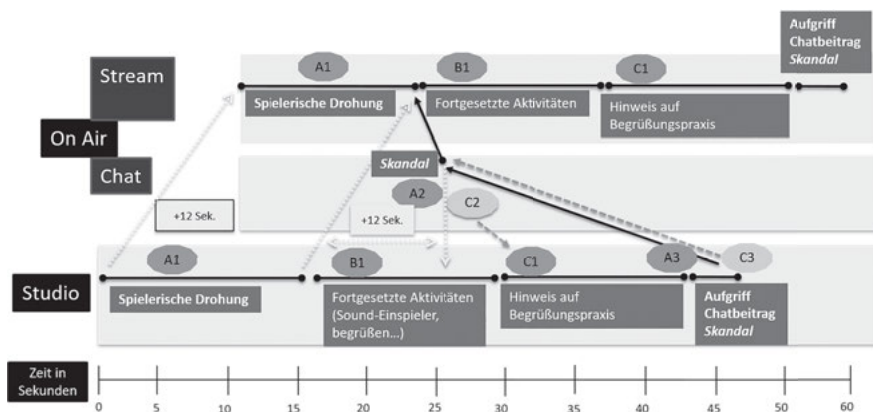 Aufgriff
Chatbeitrag
Skandal
Stream
A1
B1
C1
Spielerische Drohung
Fortgesetzte Aktivitäten
Hinweis auf
Begrüßungspraxis
On Air
Chat
Skandal
A2
C2
+12 Sek.
+12 Sek.
A1
B1
C1
A3
C3
Studio
Spielerische Drohung
Fortgesetzte Aktivitäten
(Sound-Einspieler,
begrüßen...)
Hinweis auf
Begrüßungspraxis
Aufgriff
Chatbeitrag
Skandal
Zeit in
Sekunden
0 5 10 15 20 25 30 35 40 45 50 55 60